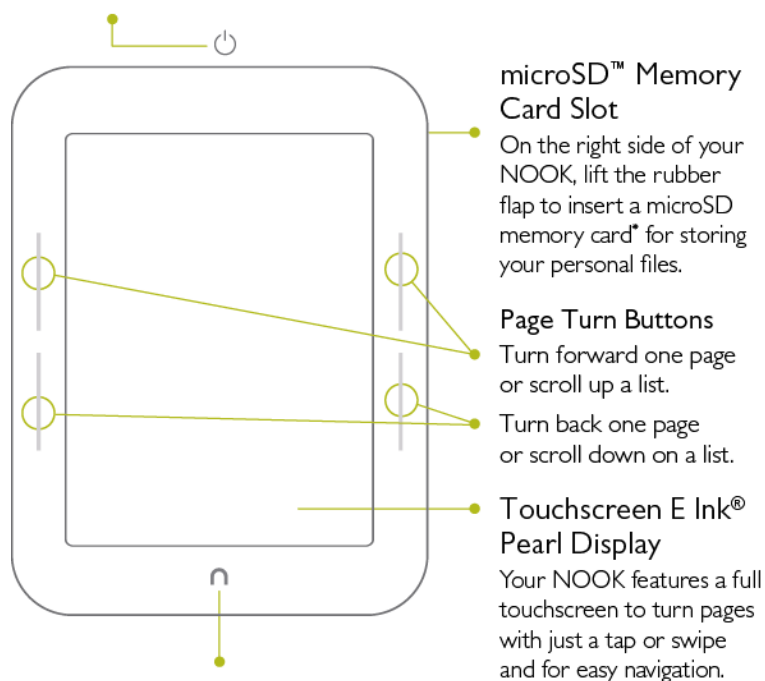 microSD™ Memory
Card Slot
On the right side of your
NOOK, lift the rubber
flap to insert a microSD
memory card* for storing
your personal files.
Page Turn Buttons
Turn forward one page
or scroll up a list.
Turn back one page
or scroll down on a list.
Touchscreen E Ink®
Pearl Display
Your NOOK features a full
touchscreen to turn pages
with just a tap or swipe
and for easy navigation.